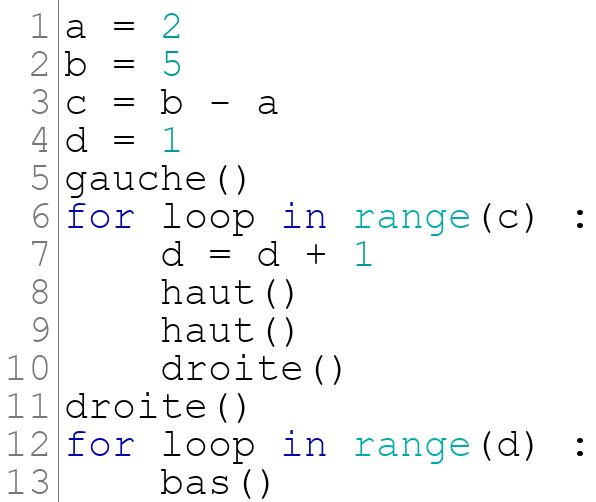 1 a = 2
2 b = 5
3 c = b - a
4 d = 1
5 gauche()
6 for loop in range(c) :
7     d = d + 1
8     haut()
9     haut()
10     droite()
11 droite()
12 for loop in range(d) :
13     bas()